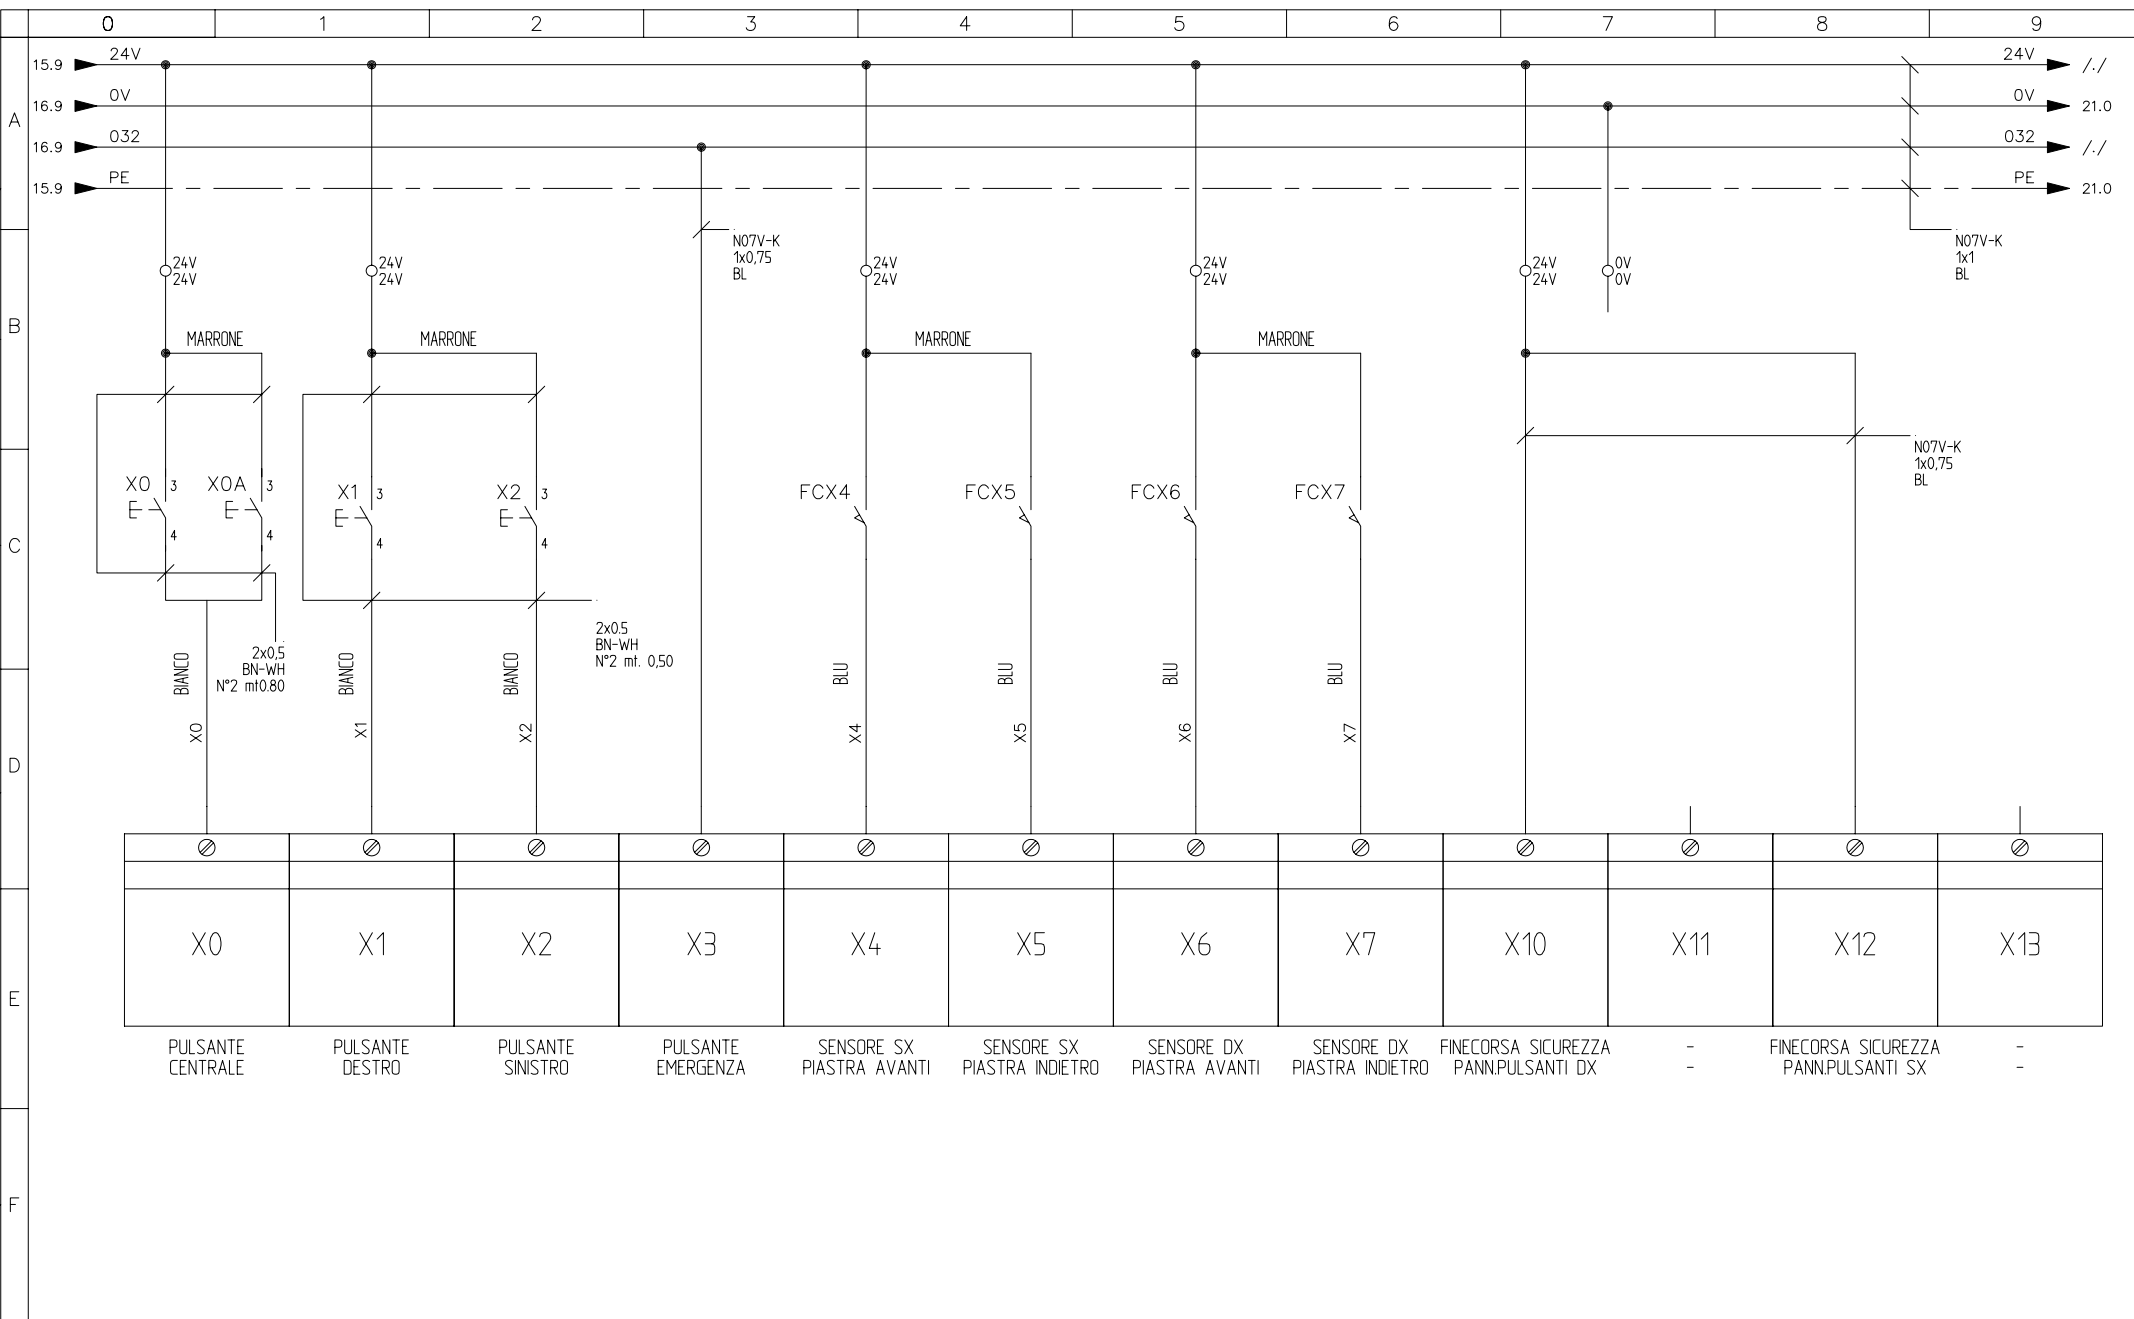 0 1 2 3 4 5 6 7 8 9
15.9 24V 24V /./
16.9 0V 0V 21.0
A
16.9 032 032 /./
15.9 PE PE 21.0
N07V-K
1x0,75
BL
N07V-K
1x1
BL
24V 24V 24V 24V 24V 0V
24V 24V 24V 24V 24V 0V
B
MARRONE MARRONE MARRONE MARRONE
N07V-K
1x0,75
BL
X0 3 X0A 3 X1 3 X2 3 FCX4 FCX5 FCX6 FCX7
4 4 4 4
C
2x0.5
BN-WH
N°2 mt. 0,50
2x0,5
BN-WH
N°2 mt0.80
BIANCO BIANCO BIANCO BLU BLU BLU BLU
X0 X1 X2 X4 X5 X6 X7
D
X0 X1 X2 X3 X4 X5 X6 X7 X10 X11 X12 X13
E
PULSANTE
CENTRALE
PULSANTE
DESTRO
PULSANTE
SINISTRO
PULSANTE
EMERGENZA
SENSORE SX
PIASTRA AVANTI
SENSORE SX
PIASTRA INDIETRO
SENSORE DX
PIASTRA AVANTI
SENSORE DX
PIASTRA INDIETRO
FINECORSA SICUREZZA
PANN.PULSANTI DX
-
-
FINECORSA SICUREZZA
PANN.PULSANTI SX
-
-
F